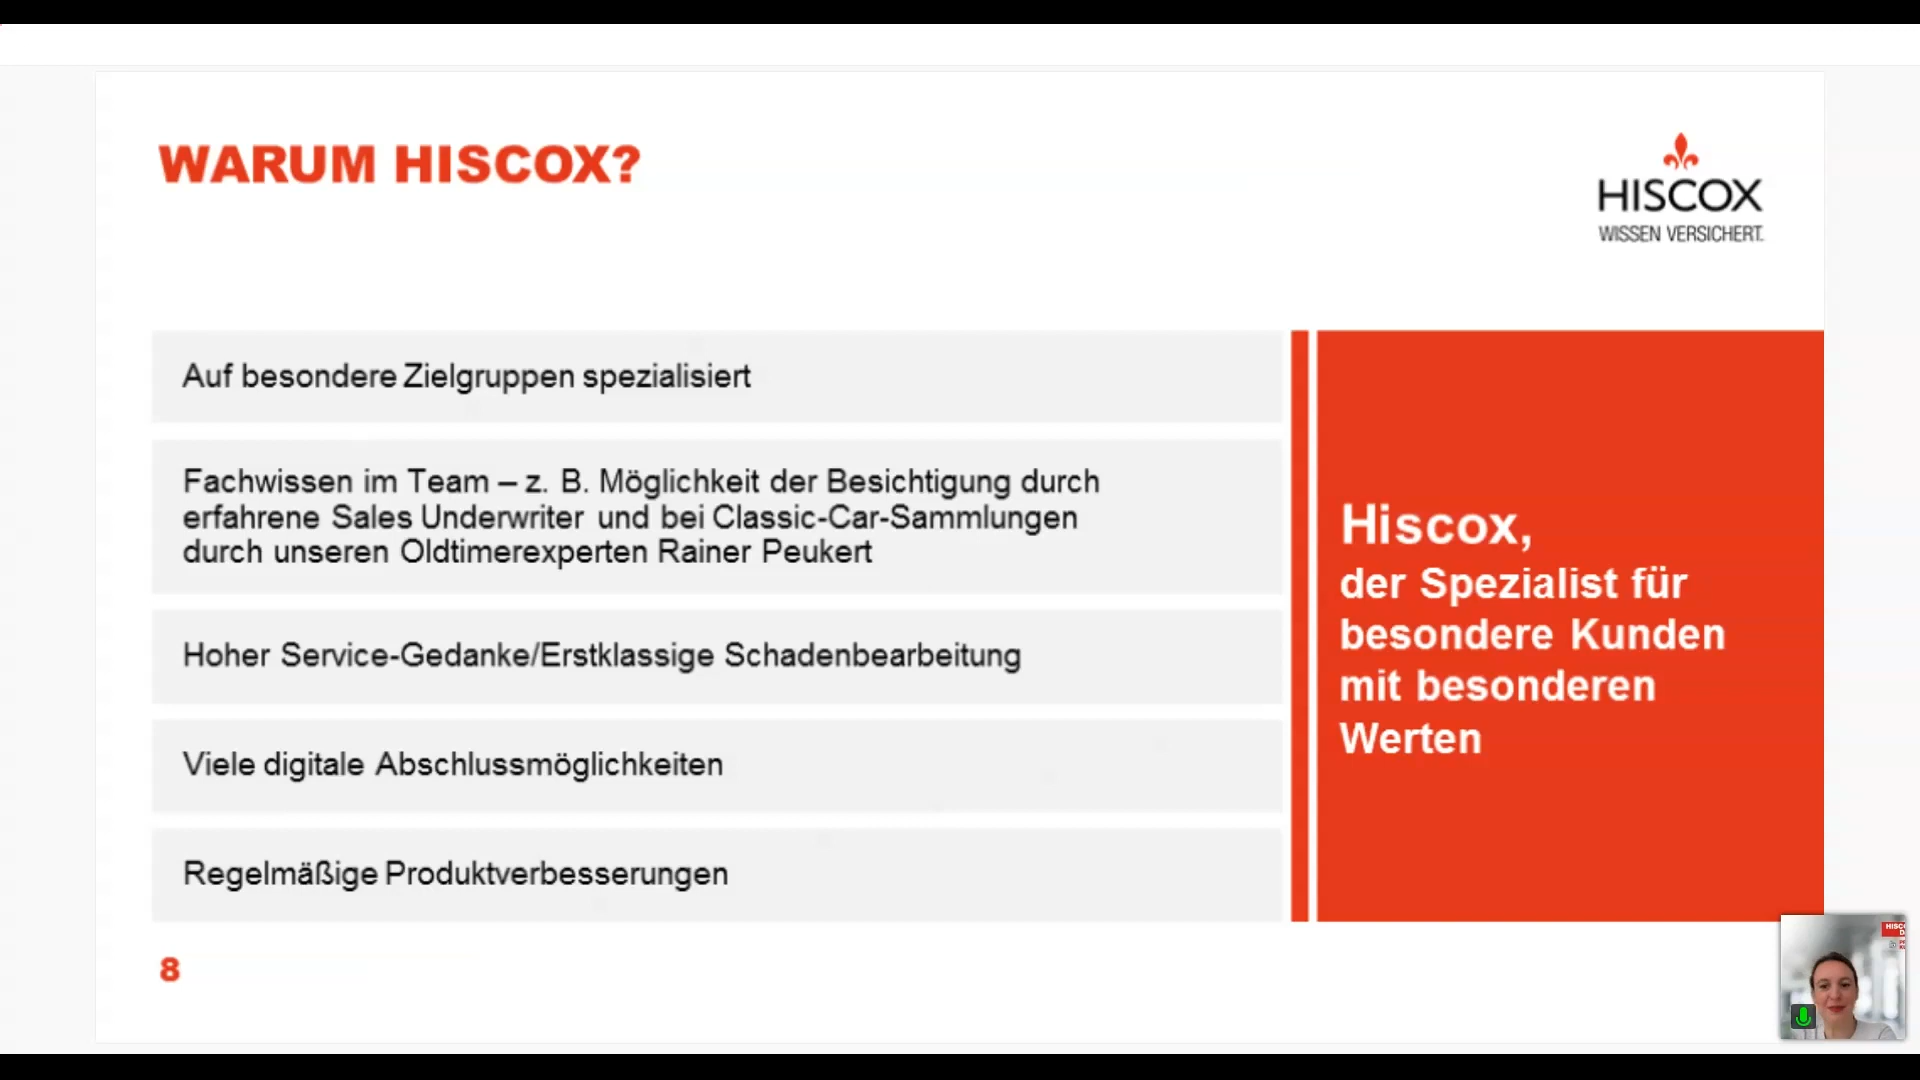 WARUM HISCOX?
HISCOX
WISSEN VERSICHERT.
Auf besondere Zielgruppen spezialisiert
Fachwissen im Team – z. B. Möglichkeit der Besichtigung durch
erfahrene Sales Underwriter und bei Classic-Car-Sammlungen
durch unseren Oldtimerexperten Rainer Peukert
Hoher Service-Gedanke/Erstklassige Schadenbearbeitung
Viele digitale Abschlussmöglichkeiten
Regelmäßige Produktverbesserungen
Hiscox,
der Spezialist für
besondere Kunden
mit besonderen
Werten
8